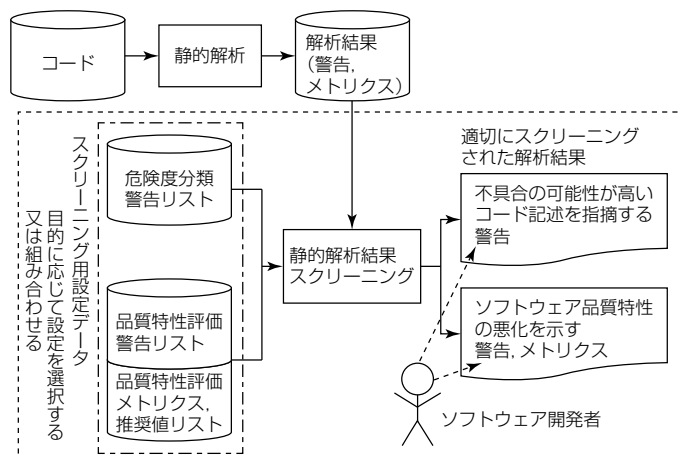 コード
静的解析
解析結果
(警告,
メトリクス)
スクリーニング用設定データ
目的に応じて設定を選択する
又は組み合わせる
危険度分類
警告リスト
品質特性評価
警告リスト
品質特性評価
メトリクス,
推奨値リスト
静的解析結果
スクリーニング
適切にスクリーニング
された解析結果
不具合の可能性が高い
コード記述を指摘する
警告
ソフトウェア品質特性
の悪化を示す
警告, メトリクス
ソフトウェア開発者